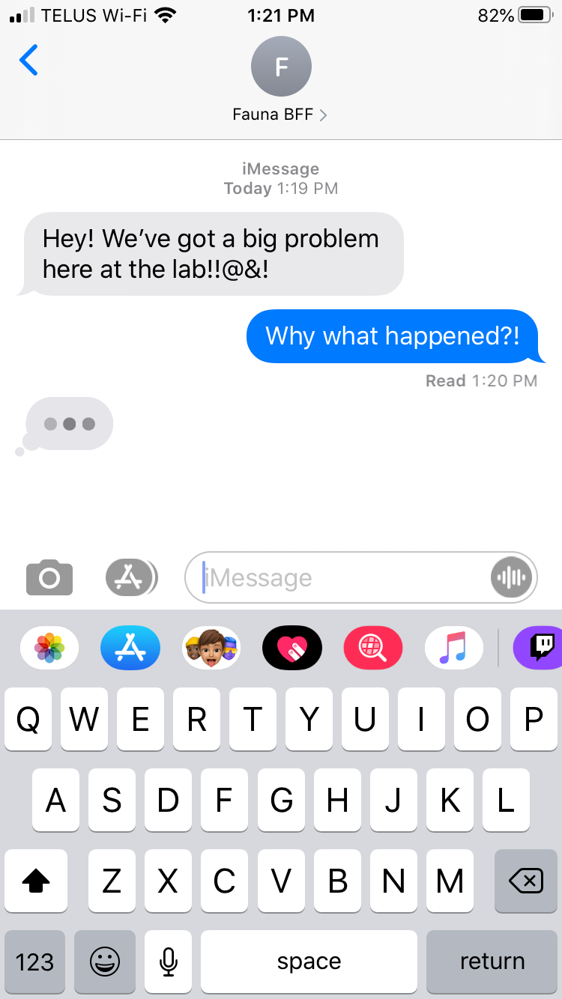 TELUS Wi-Fi 1:21 PM 82%
F
Fauna BFF
iMessage
Today 1:19 PM
Hey! We’ve got a big problem
here at the lab!!@&!
Why what happened?!
Read 1:20 PM
iMessage
Q W E R T Y U I O P
A S D F G H J K L
Z X C V B N M
123 space return